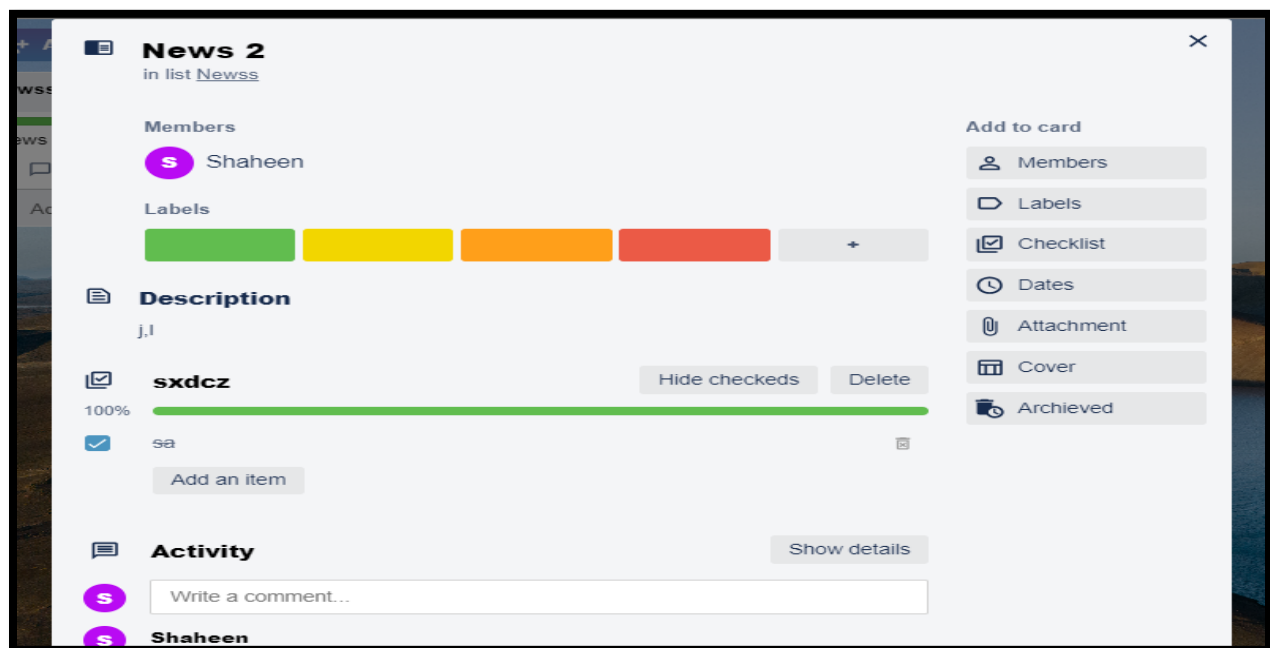 News 2
in list Newss
Members
S Shaheen
Labels
+
Description
j,l
sxdcz
Hide checkeds
Delete
100%
sa
Add an item
Activity
Show details
S Write a comment...
S Shaheen
Add to card
Members
Labels
Checklist
Dates
Attachment
Cover
Archieved